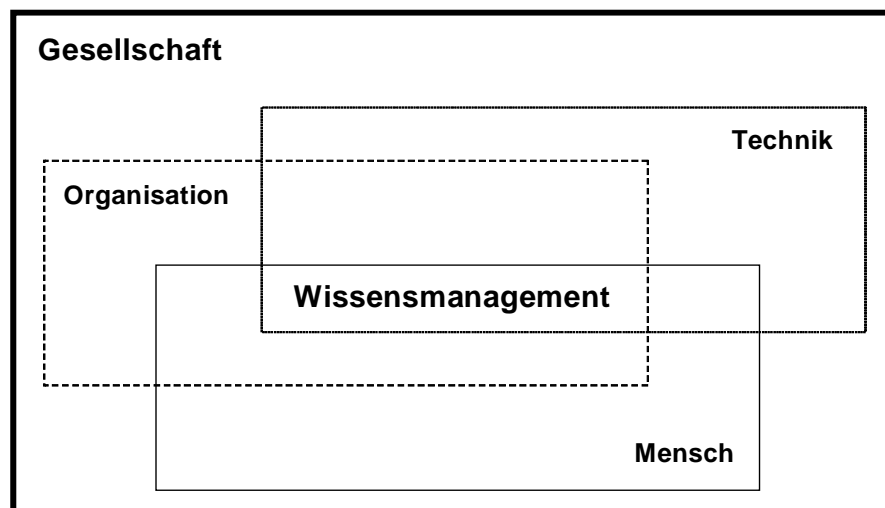 Gesellschaft
Technik
Organisation
Wissensmanagement
Mensch